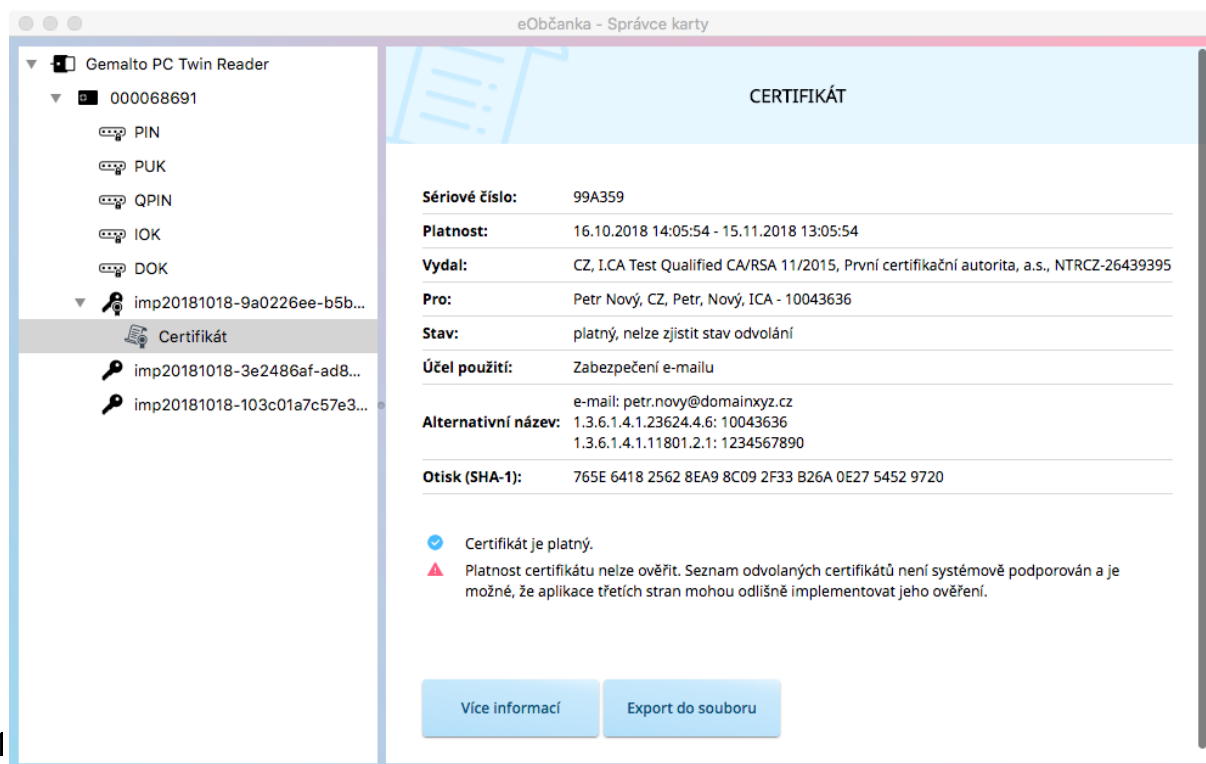 eObčanka - Správce karty
Gemalto PC Twin Reader
000068691
PIN
PUK
QPIN
IOK
DOK
imp20181018-9a0226ee-b5b...
Certifikát
imp20181018-3e2486af-ad8...
imp20181018-103c01a7c57e3...
CERTIFIKÁT
Sériové číslo: 99A359
Platnost: 16.10.2018 14:05:54 - 15.11.2018 13:05:54
Vydal: CZ, I.CA Test Qualified CA/RSA 11/2015, První certifikační autorita, a.s., NTRCZ-26439395
Pro: Petr Nový, CZ, Petr, Nový, ICA - 10043636
Stav: platný, nelze zjistit stav odvolání
Účel použití: Zabezpečení e-mailu
e-mail: petr.novy@domainxyz.cz
Alternativní název: 1.3.6.1.4.1.23624.4.6: 10043636
1.3.6.1.4.1.11801.2.1: 1234567890
Otisk (SHA-1): 765E 6418 2562 8EA9 8C09 2F33 B26A 0E27 5452 9720
Certifikát je platný.
Platnost certifikátu nelze ověřit. Seznam odvolaných certifikátů není systémově podporován a je
možné, že aplikace třetích stran mohou odlišně implementovat jeho ověření.
Více informací
Export do souboru